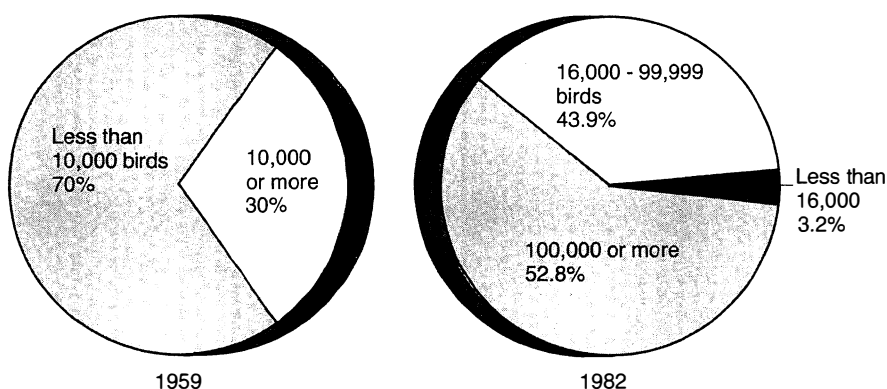 Less than
10,000 birds
70%
10,000
or more
30%
1959
16,000 - 99,999
birds
43.9%
Less than
16,000
3.2%
100,000 or more
52.8%
1982